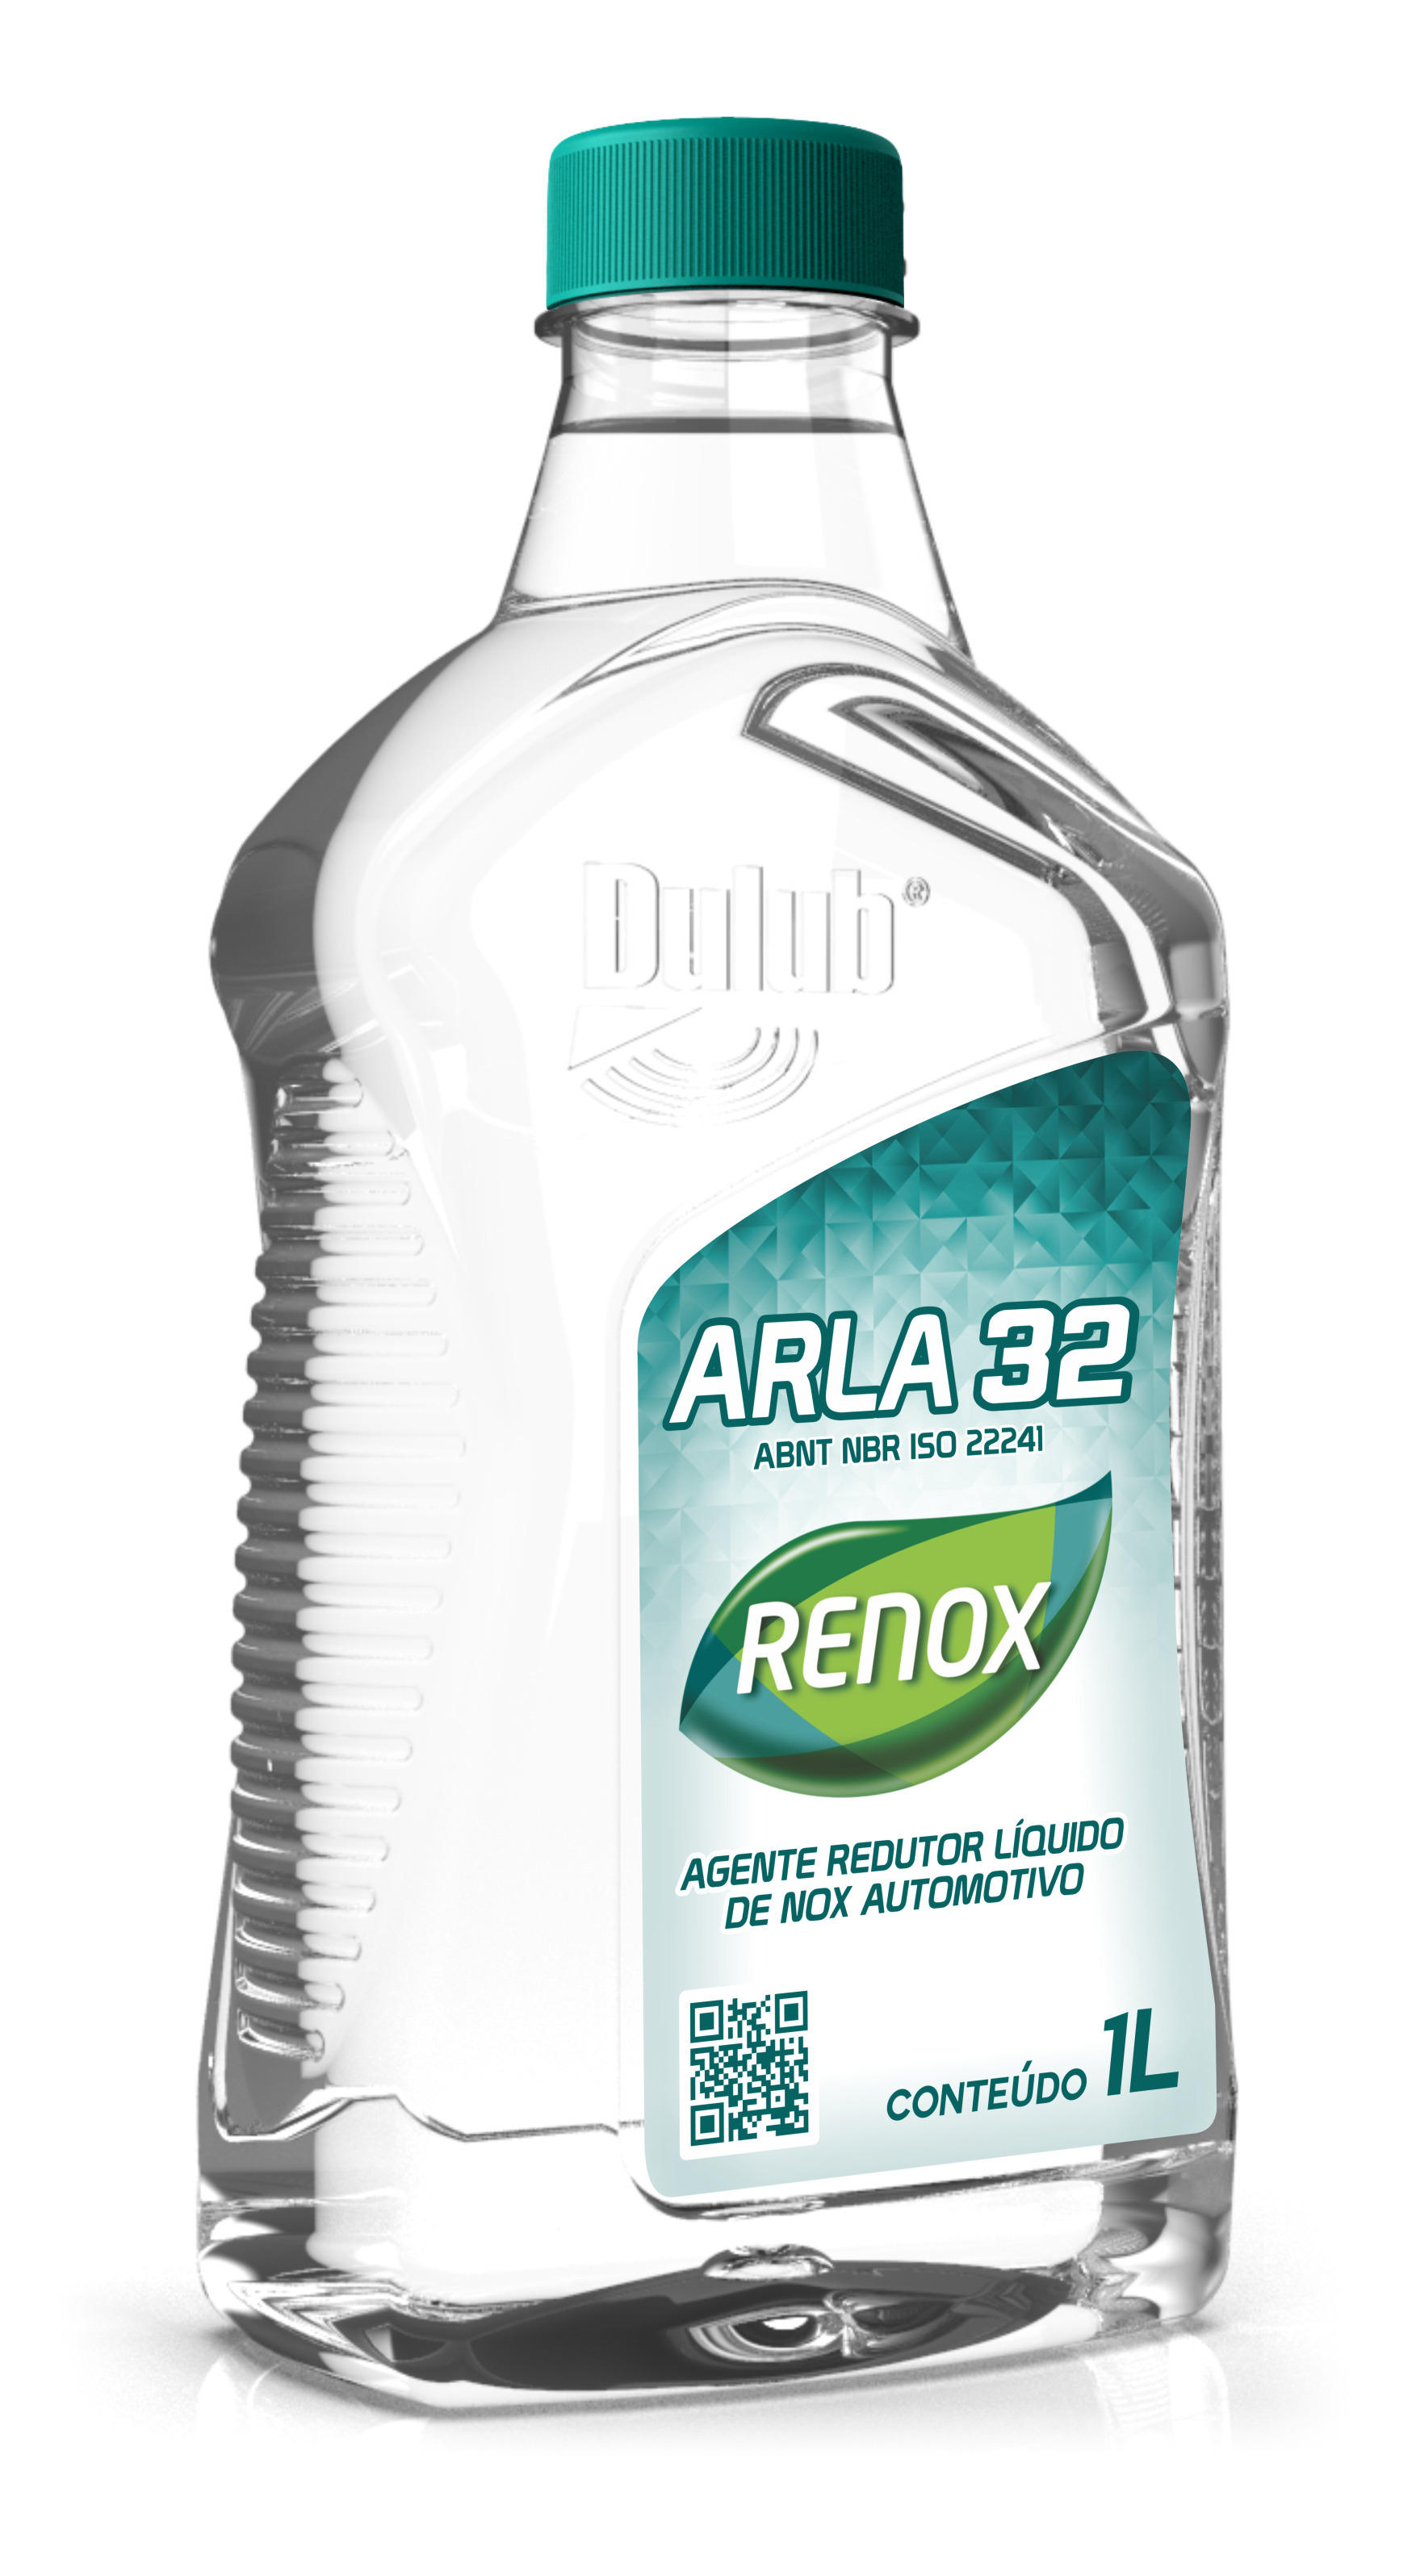 Dulub®
ARLA 32
ABNT NBR ISO 22241
RENOX
AGENTE REDUTOR LÍQUIDO
DE NOX AUTOMOTIVO
CONTEÚDO 1L